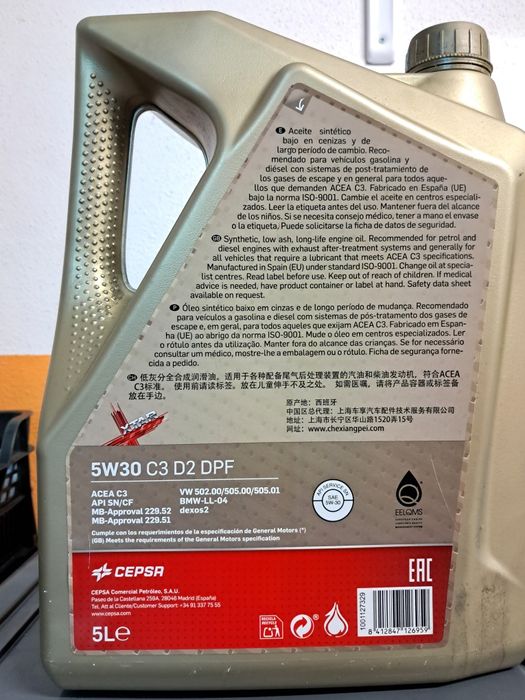 E Aceite sintético
bajo en cenizas y de
largo período de cambio. Reco-
mendado para vehículos gasolina y
diésel con sistemas de post-tratamiento de
los gases de escape y en general para todos aque-
llos que demanden ACEA C3. Fabricado en España (UE)
bajo la norma ISO-9001. Cambie el aceite en centros especiali-
zados. Leer la etiqueta antes del uso. Mantener fuera del alcance
de los niños. Si se necesita consejo médico, tener a mano el envase
o la etiqueta. Puede solicitarse la ficha de datos de seguridad.
GB Synthetic, low ash, long-life engine oil. Recommended for petrol and
diesel engines with exhaust after-treatment systems and generally for
all vehicles that require a lubricant that meets ACEA C3 specifications.
Manufactured in Spain (EU) under standard ISO-9001. Change oil at specia-
list centres. Read label before use. Keep out of reach of children. If medical
advice is needed, have product container or label at hand. Safety data sheet
available on request.
P Óleo sintético baixo em cinzas e de longo período de mudança. Recomendado
para veículos a gasolina e diesel com sistemas de pós-tratamento dos gases de
escape e, em geral, para todos aqueles que exijam ACEA C3. Fabricado em Espan-
ha (UE) ao abrigo da norma ISO-9001. Mude o óleo em centros especializados. Ler
o rótulo antes da utilização. Manter fora do alcance das crianças. Se for necessário
consultar um médico, mostre-lhe a embalagem ou o rótulo. Ficha de segurança forne-
cida a pedido.
CHN 低灰分全合成润滑油。适用于各种配备尾气后处理装置的汽油和柴油发动机，符合ACEA
C3标准。 使用前请读标签。放在儿童伸手不及之处。 如需医嘱，请将产品容器或标签备
放在手边。
原产地：西班牙
中国区总代理：上海车享汽车配件技术服务有限公司
上海市长宁区华山路1520弄15号
网址：www.chexiangpei.com
5W30 C3 D2 DPF
ACEA C3
API SN/CF
MB-Approval 229.52
MB-Approval 229.51
VW 502.00/505.00/505.01
BMW-LL-04
dexos2
API SERVICE SN
SAE
5W-30
EELQMS
Cumple con los requerimientos de la especificación de General Motors (*)
(GB) Meets the requirements of the General Motors specification
CEPSA
EAC
CEPSA Comercial Petróleo, S.A.U.
Paseo de la Castellana 259A. 28046 Madrid (España)
Tel. Att al Cliente/Customer Support: +34 91 337 75 55
www.cepsa.com
5L℮
1001127329
8 412847 126959